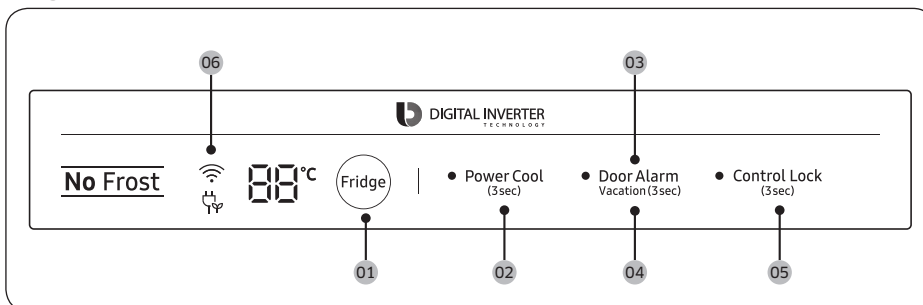 06
03
DIGITAL INVERTER
TECHNOLOGY
No Frost
88°C
Fridge
Power Cool
(3sec)
Door Alarm
Vacation (3sec)
Control Lock
(3sec)
01
02
04
05